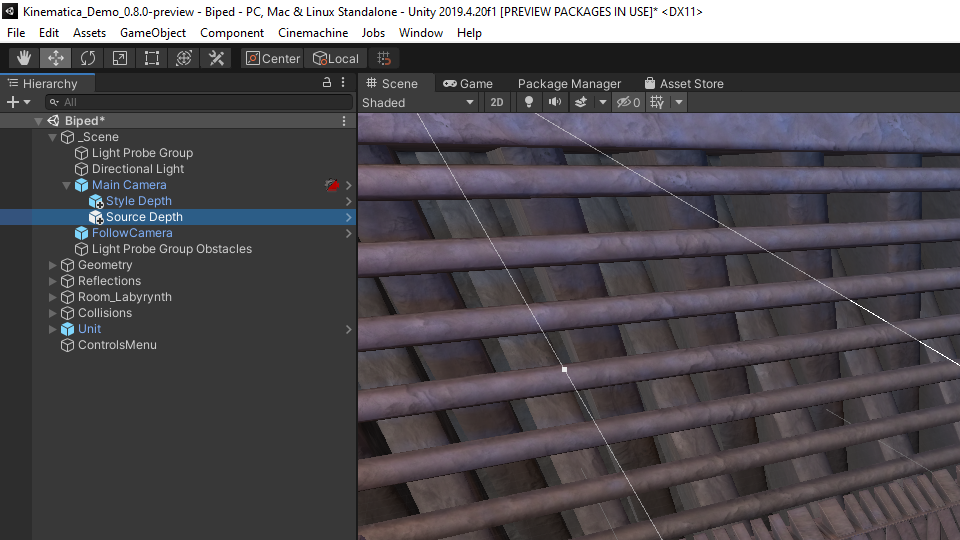 Kinematica_Demo_0.8.0-preview - Biped - PC, Mac & Linux Standalone - Unity 2019.4.20f1 [PREVIEW PACKAGES IN USE]* <DX11>
File Edit Assets GameObject Component Cinemachine Jobs Window Help
Center Local
Hierarchy
All
Biped*
_Scene
Light Probe Group
Directional Light
Main Camera
Style Depth
Source Depth
FollowCamera
Light Probe Group Obstacles
Geometry
Reflections
Room_Labyrynth
Collisions
Unit
ControlsMenu
Scene Game Package Manager Asset Store
Shaded 2D 0